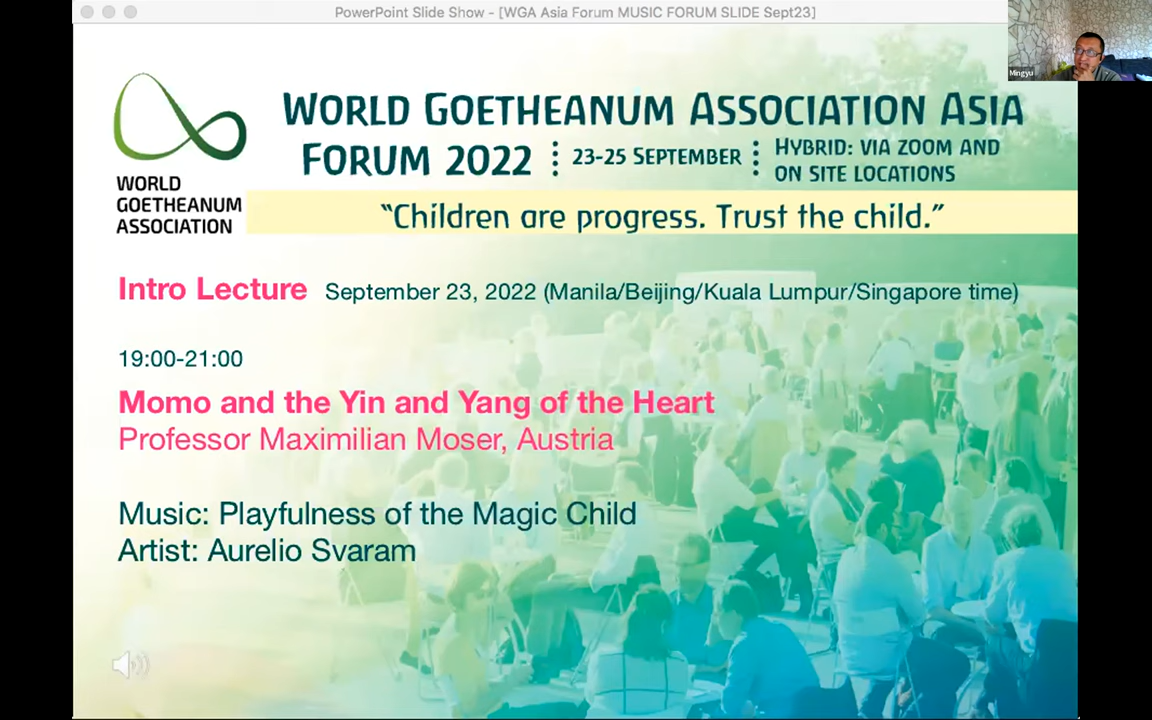 PowerPoint Slide Show - [WGA Asia Forum MUSIC FORUM SLIDE Sept23]
Mingyu
WORLD GOETHEANUM ASSOCIATION ASIA
FORUM 2022
23-25 SEPTEMBER
HYBRID: VIA ZOOM AND
ON SITE LOCATIONS
WORLD
GOETHEANUM
ASSOCIATION
“Children are progress. Trust the child.”
Intro Lecture September 23, 2022 (Manila/Beijing/Kuala Lumpur/Singapore time)
19:00-21:00
Momo and the Yin and Yang of the Heart
Professor Maximilian Moser, Austria
Music: Playfulness of the Magic Child
Artist: Aurelio Svaram